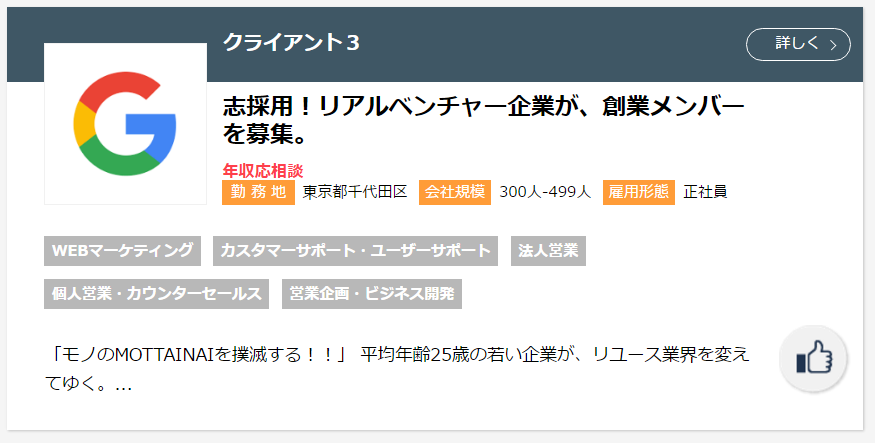 クライアント３
詳しく
志採用！リアルベンチャー企業が、創業メンバー
を募集。
年収応相談
勤務地 東京都千代田区 会社規模 300人-499人 雇用形態 正社員
WEBマーケティング カスタマーサポート・ユーザーサポート 法人営業
個人営業・カウンターセールス 営業企画・ビジネス開発
「モノのMOTTAINAIを撲滅する！！」 平均年齢25歳の若い企業が、リユース業界を変え
てゆく。...